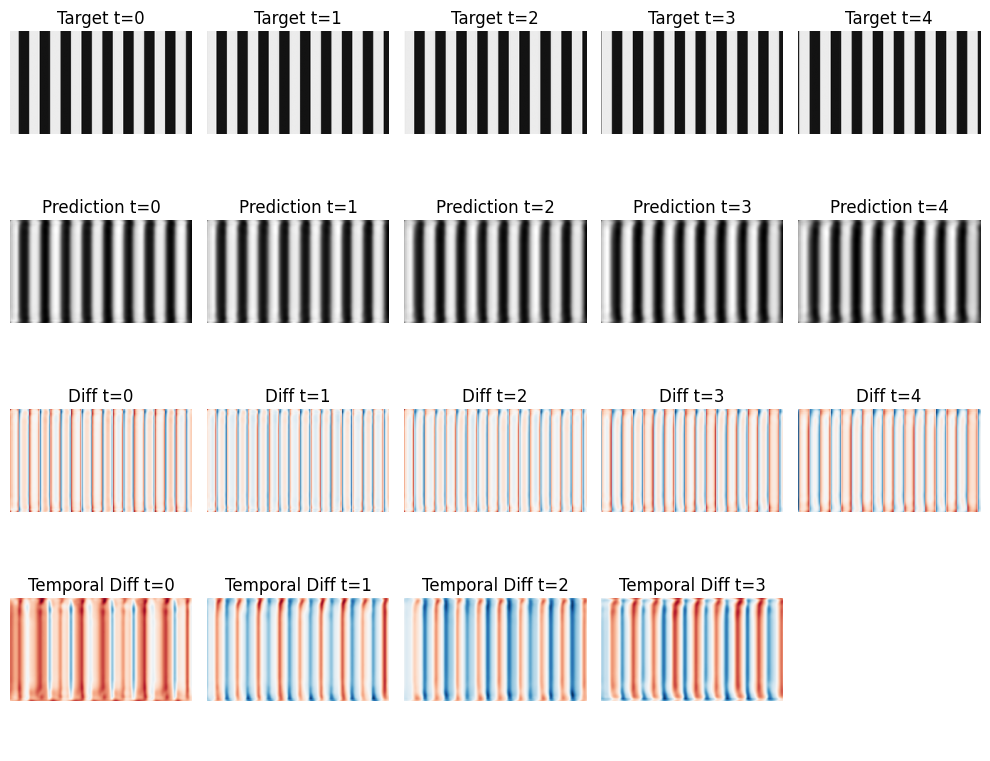 Target t=0 Target t=1 Target t=2 Target t=3 Target t=4
Prediction t=0 Prediction t=1 Prediction t=2 Prediction t=3 Prediction t=4
Diff t=0 Diff t=1 Diff t=2 Diff t=3 Diff t=4
Temporal Diff t=0 Temporal Diff t=1 Temporal Diff t=2 Temporal Diff t=3